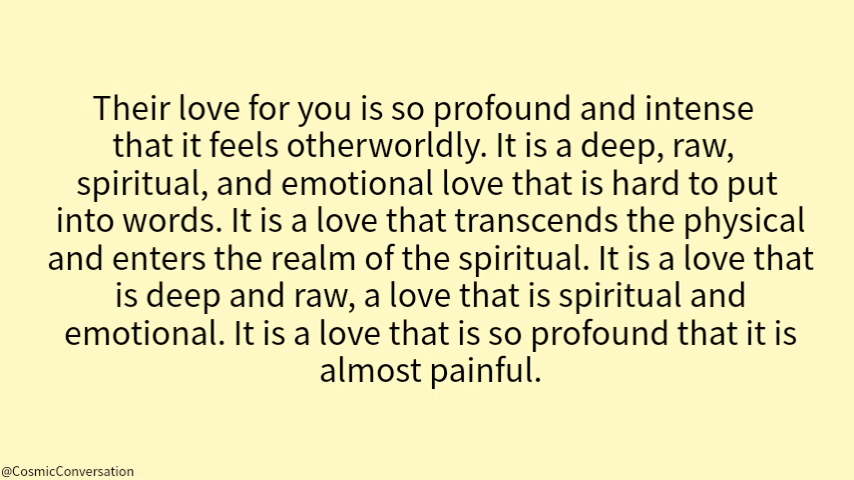 Their love for you is so profound and intense
that it feels otherworldly. It is a deep, raw,
spiritual, and emotional love that is hard to put
into words. It is a love that transcends the physical
and enters the realm of the spiritual. It is a love that
is deep and raw, a love that is spiritual and
emotional. It is a love that is so profound that it is
almost painful.
@CosmicConversation